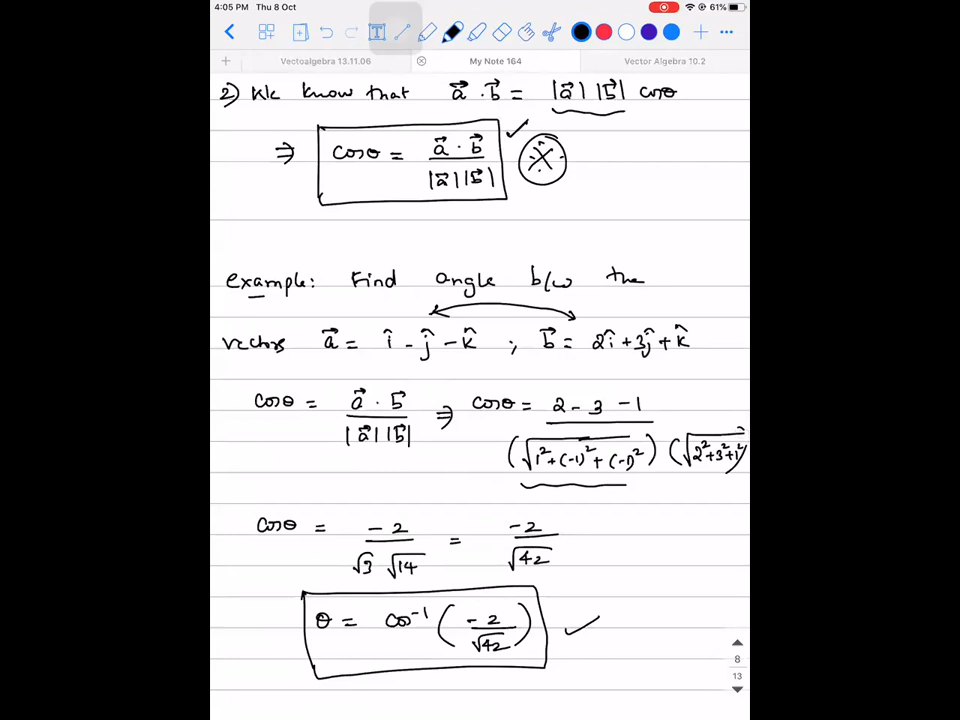 4:05 PM Thu 8 Oct 61%
Vectoalgebra 13.11.06 My Note 164 Vector Algebra 10.2
2) We know that a⃗ · b⃗ = |a⃗| |b⃗| cosθ
⇒ cosθ = a⃗ · b⃗ / |a⃗| |b⃗| ✓
example: Find angle b/w the
vectors a⃗ = î - ĵ - k̂ ; b⃗ = 2î + 3ĵ + k̂
cosθ = a⃗ · b⃗ / |a⃗| |b⃗| ⇒ cosθ = 2 - 3 - 1 / (√1² + (-1)² + (-1)²) (√2² + 3² + 1²)
cosθ = -2 / √3 √14 = -2 / √42
θ = cos⁻¹ (-2 / √42) ✓
8
13